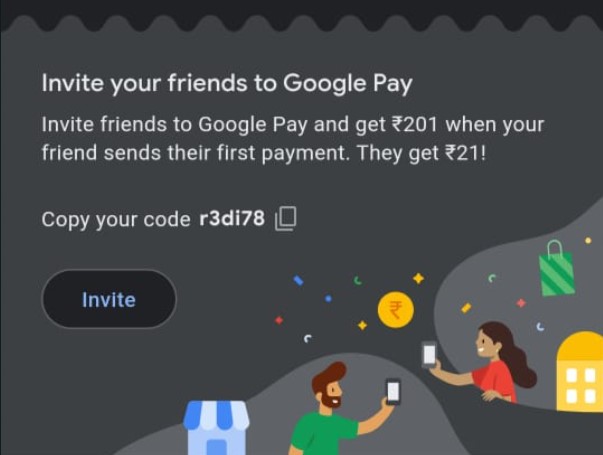 Invite your friends to Google Pay
Invite friends to Google Pay and get ₹201 when your
friend sends their first payment. They get ₹21!
Copy your code r3di78
Invite
₹